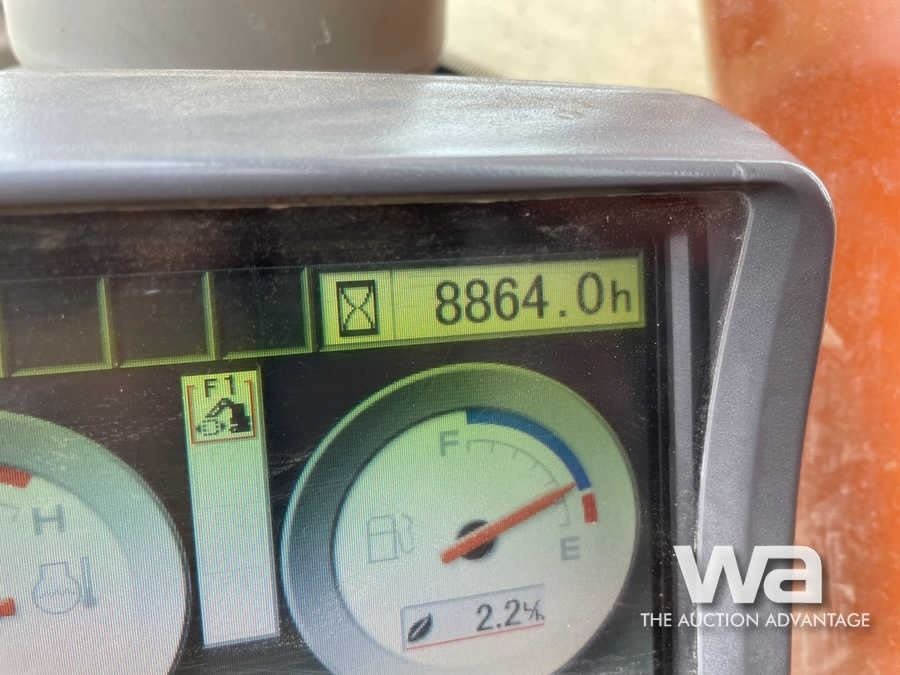 8864.0h
F1
F
H
E
2.2 L/h
wa
THE AUCTION ADVANTAGE